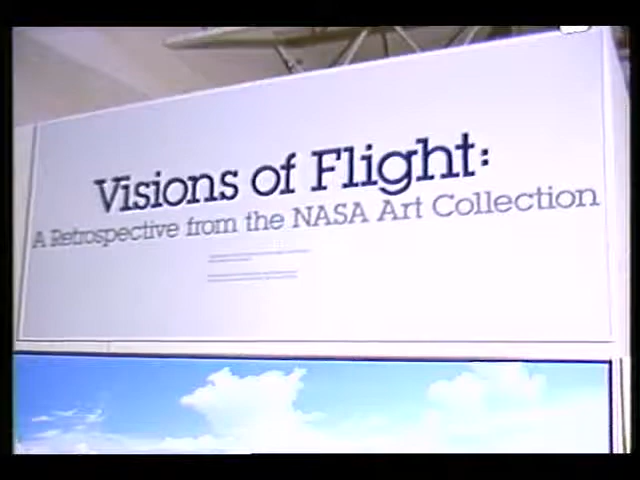 Visions of Flight:
A Retrospective from the NASA Art Collection